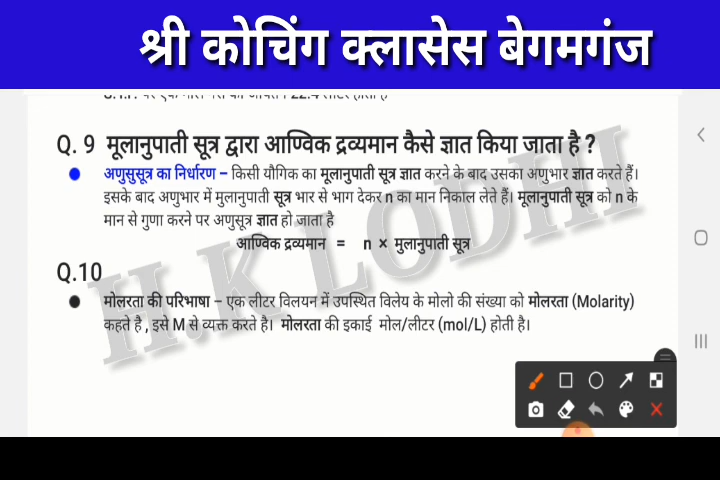 श्री कोचिंग क्लासेस बेगमगंज
Q. 9 मूलानुपाती सूत्र द्वारा आण्विक द्रव्यमान कैसे ज्ञात किया जाता है ?
अणुसुसूत्र का निर्धारण – किसी यौगिक का मूलानुपाती सूत्र ज्ञात करने के बाद उसका अणुभार ज्ञात करते हैं।
इसके बाद अणुभार में मुलानुपाती सूत्र भार से भाग देकर n का मान निकाल लेते हैं। मूलानुपाती सूत्र को n के
मान से गुणा करने पर अणुसूत्र ज्ञात हो जाता है
आण्विक द्रव्यमान = n × मुलानुपाती सूत्र
Q.10
मोलरता की परिभाषा – एक लीटर विलयन में उपस्थित विलेय के मोलो की संख्या को मोलरता (Molarity)
कहते है , इसे M से व्यक्त करते है। मोलरता की इकाई मोल/लीटर (mol/L) होती है।
H.K LODHI